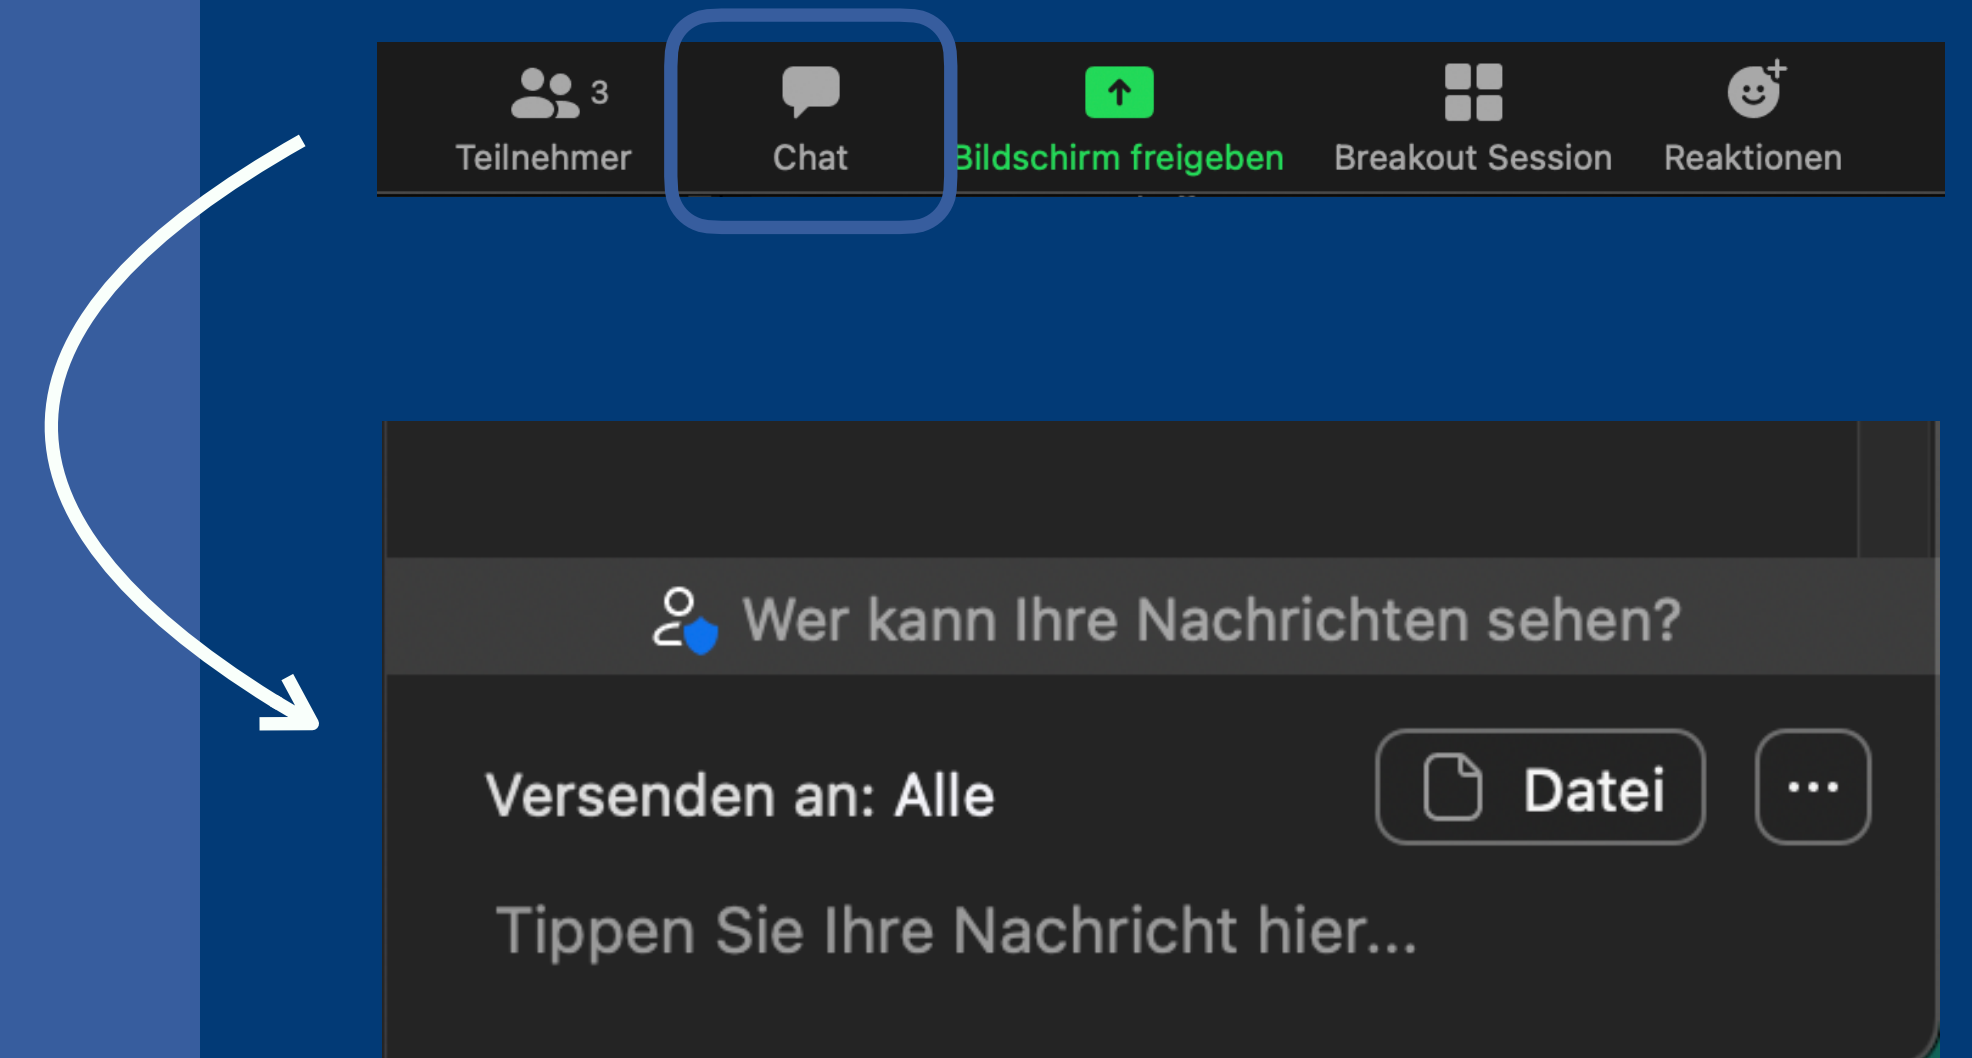 3
Teilnehmer Chat Bildschirm freigeben Breakout Session Reaktionen
Wer kann Ihre Nachrichten sehen?
Versenden an: Alle Datei ...
Tippen Sie Ihre Nachricht hier...